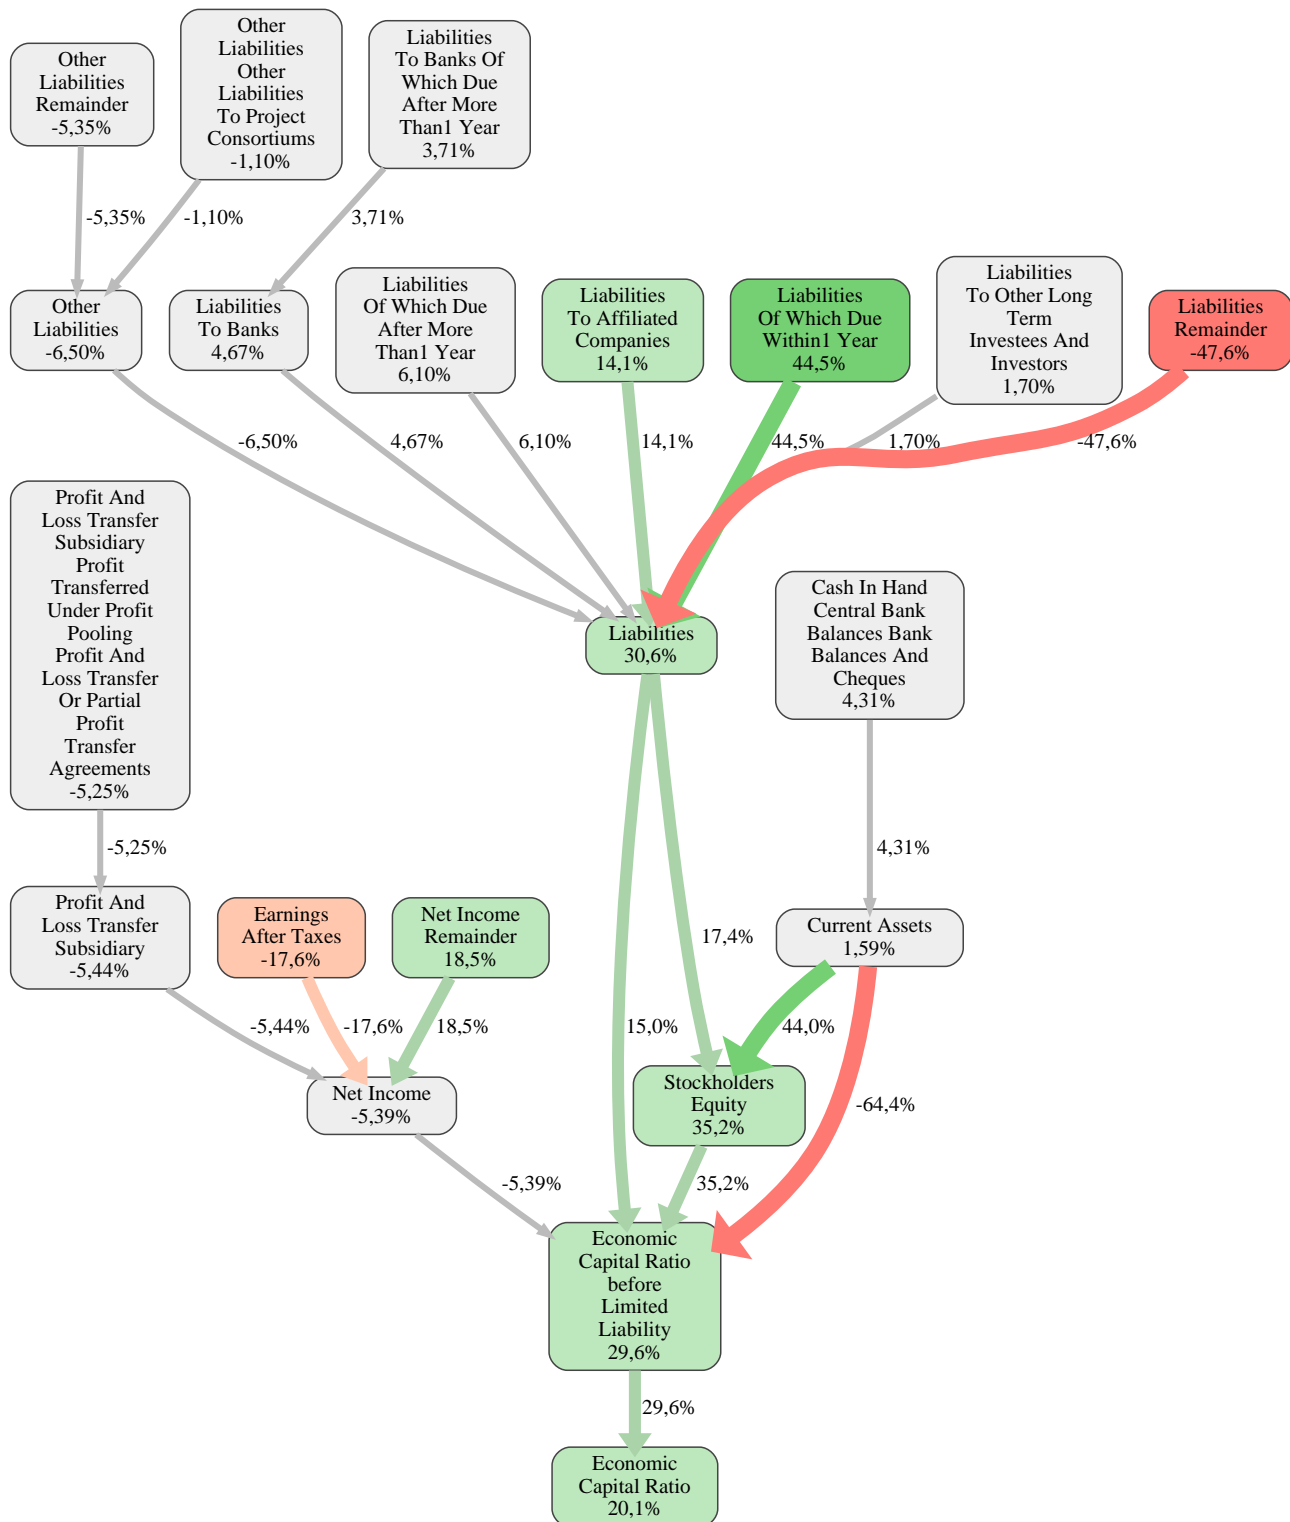 Other
Liabilities
Remainder
-5,35%
Other
Liabilities
Other
Liabilities
To Project
Consortiums
-1,10%
Liabilities
To Banks Of
Which Due
After More
Than1 Year
3,71%
-5,35%
-1,10%
3,71%
Other
Liabilities
-6,50%
Liabilities
To Banks
4,67%
Liabilities
Of Which Due
After More
Than1 Year
6,10%
Liabilities
To Affiliated
Companies
14,1%
Liabilities
Of Which Due
Within1 Year
44,5%
Liabilities
To Other Long
Term
Investees And
Investors
1,70%
Liabilities
Remainder
-47,6%
-6,50%
4,67%
6,10%
14,1%
44,5%
1,70%
-47,6%
Profit And
Loss Transfer
Subsidiary
Profit
Transferred
Under Profit
Pooling
Profit And
Loss Transfer
Or Partial
Profit
Transfer
Agreements
-5,25%
Liabilities
30,6%
Cash In Hand
Central Bank
Balances Bank
Balances And
Cheques
4,31%
-5,25%
4,31%
Profit And
Loss Transfer
Subsidiary
-5,44%
Earnings
After Taxes
-17,6%
Net Income
Remainder
18,5%
17,4%
Current Assets
1,59%
-5,44%
-17,6%
18,5%
15,0%
44,0%
-64,4%
Net Income
-5,39%
Stockholders
Equity
35,2%
-5,39%
35,2%
Economic
Capital Ratio
before
Limited
Liability
29,6%
29,6%
Economic
Capital Ratio
20,1%